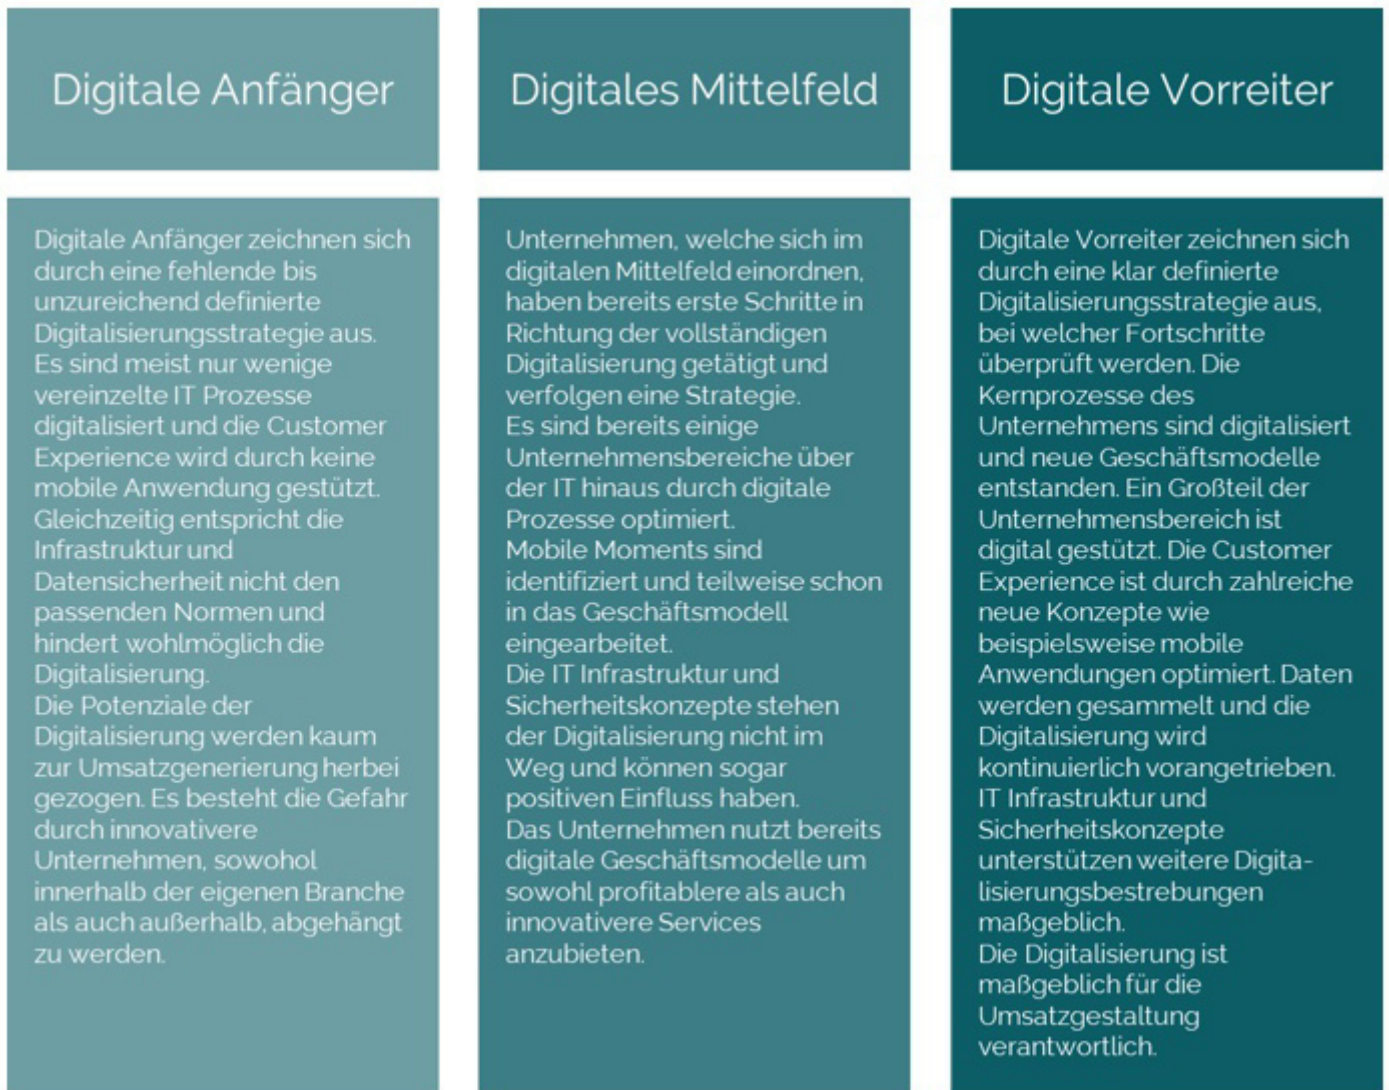 Digitale Anfänger
Digitale Anfänger zeichnen sich
durch eine fehlende bis
unzureichend definierte
Digitalisierungsstrategie aus.
Es sind meist nur wenige
vereinzelte IT Prozesse
digitalisiert und die Customer
Experience wird durch keine
mobile Anwendung gestützt.
Gleichzeitig entspricht die
Infrastruktur und
Datensicherheit nicht den
passenden Normen und
hindert wohlmöglich die
Digitalisierung.
Die Potenziale der
Digitalisierung werden kaum
zur Umsatzgenerierung herbei
gezogen. Es besteht die Gefahr
durch innovativere
Unternehmen, sowohol
innerhalb der eigenen Branche
als auch außerhalb, abgehängt
zu werden.
Digitales Mittelfeld
Unternehmen, welche sich im
digitalen Mittelfeld einordnen,
haben bereits erste Schritte in
Richtung der vollständigen
Digitalisierung getätigt und
verfolgen eine Strategie.
Es sind bereits einige
Unternehmensbereiche über
der IT hinaus durch digitale
Prozesse optimiert.
Mobile Moments sind
identifiziert und teilweise schon
in das Geschäftsmodell
eingearbeitet.
Die IT Infrastruktur und
Sicherheitskonzepte stehen
der Digitalisierung nicht im
Weg und können sogar
positiven Einfluss haben.
Das Unternehmen nutzt bereits
digitale Geschäftsmodelle um
sowohl profitablere als auch
innovativere Services
anzubieten.
Digitale Vorreiter
Digitale Vorreiter zeichnen sich
durch eine klar definierte
Digitalisierungsstrategie aus,
bei welcher Fortschritte
überprüft werden. Die
Kernprozesse des
Unternehmens sind digitalisiert
und neue Geschäftsmodelle
entstanden. Ein Großteil der
Unternehmensbereich ist
digital gestützt. Die Customer
Experience ist durch zahlreiche
neue Konzepte wie
beispielsweise mobile
Anwendungen optimiert. Daten
werden gesammelt und die
Digitalisierung wird
kontinuierlich vorangetrieben.
IT Infrastruktur und
Sicherheitskonzepte
unterstützen weitere Digita-
lisierungsbestrebungen
maßgeblich.
Die Digitalisierung ist
maßgeblich für die
Umsatzgestaltung
verantwortlich.